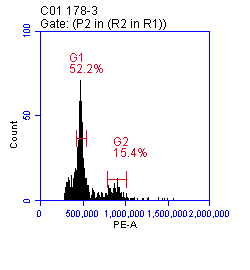 C01 178-3
Gate: (P2 in (R2 in R1))
100
G1
52.2%
50
G2
15.4%
Count
0
0 500,000 1,000,000 1,500,000 2,000,000
PE-A